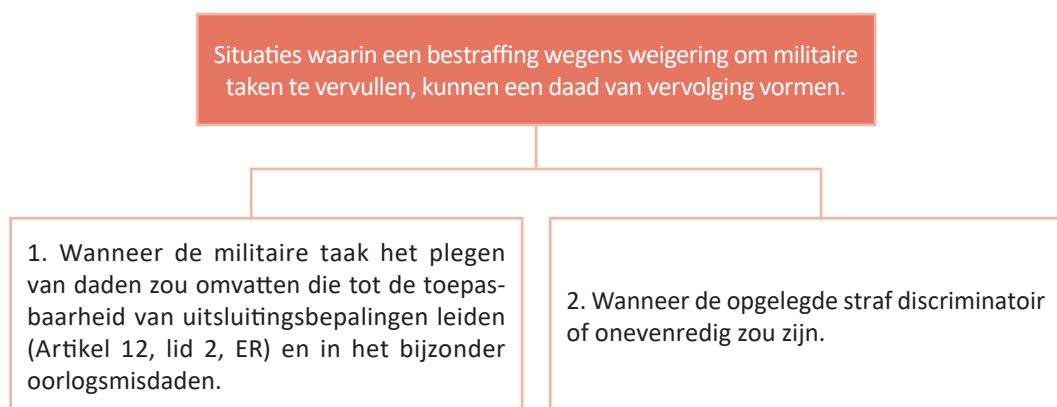 Situaties waarin een bestraffing wegens weigering om militaire
taken te vervullen, kunnen een daad van vervolging vormen.
1. Wanneer de militaire taak het plegen
van daden zou omvatten die tot de toepas-
baarheid van uitsluitingsbepalingen leiden
(Artikel 12, lid 2, ER) en in het bijzonder
oorlogsmisdaden.
2. Wanneer de opgelegde straf discriminatoir
of onevenredig zou zijn.